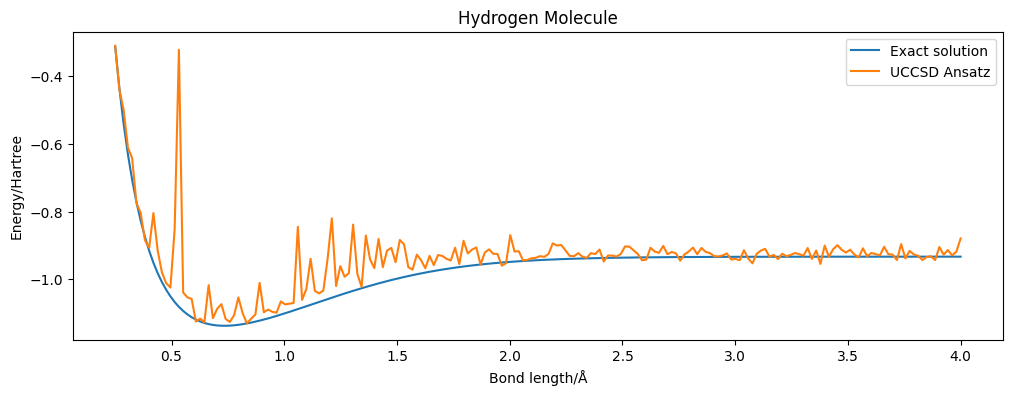 Hydrogen Molecule
Exact solution
UCCSD Ansatz
Energy/Hartree
−0.4
−0.6
−0.8
−1.0
0.5 1.0 1.5 2.0 2.5 3.0 3.5 4.0
Bond length/Å